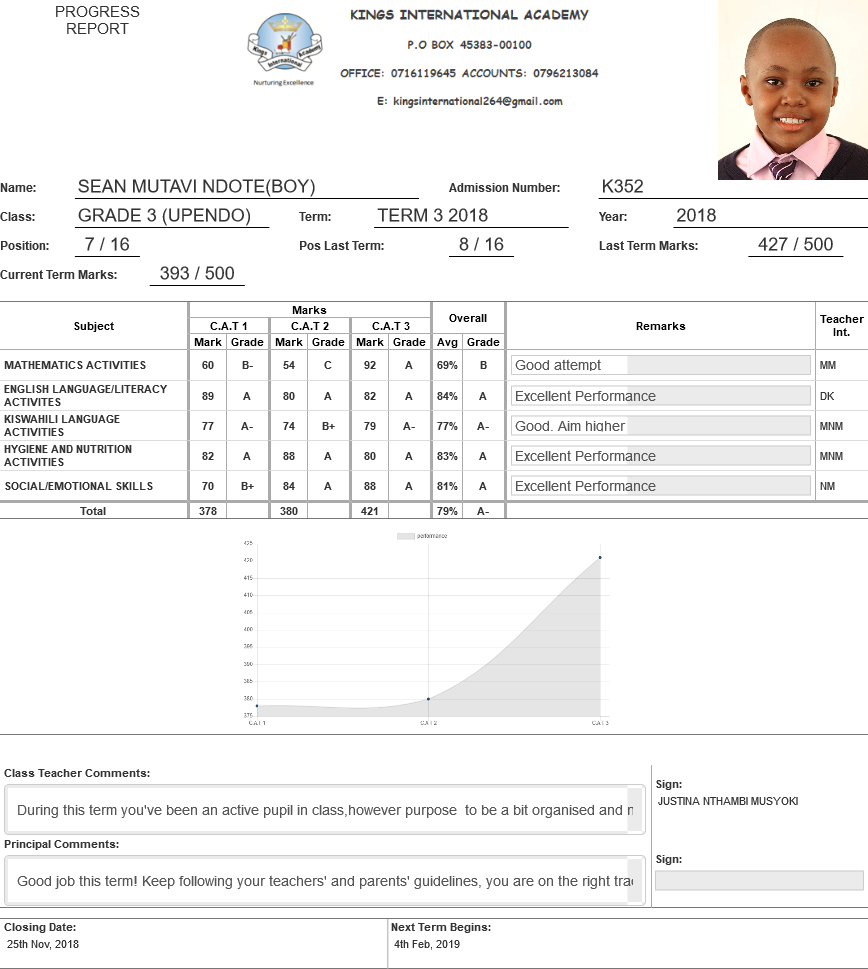 PROGRESS
REPORT
Kings International Academy
Nurturing Excellence
KINGS INTERNATIONAL ACADEMY
P.O BOX 45383-00100
OFFICE: 0716119645 ACCOUNTS: 0796213084
E: kingsinternational264@gmail.com
Name: SEAN MUTAVI NDOTE(BOY) Admission Number: K352
Class: GRADE 3 (UPENDO) Term: TERM 3 2018 Year: 2018
Position: 7 / 16 Pos Last Term: 8 / 16 Last Term Marks: 427 / 500
Current Term Marks: 393 / 500
Subject Marks Overall Remarks Teacher Int.
C.A.T 1 C.A.T 2 C.A.T 3
Mark Grade Mark Grade Mark Grade Avg Grade
MATHEMATICS ACTIVITIES 60 B- 54 C 92 A 69% B Good attempt MM
ENGLISH LANGUAGE/LITERACY
ACTIVITES 89 A 80 A 82 A 84% A Excellent Performance DK
KISWAHILI LANGUAGE
ACTIVITIES 77 A- 74 B+ 79 A- 77% A- Good. Aim higher MNM
HYGIENE AND NUTRITION
ACTIVITIES 82 A 88 A 80 A 83% A Excellent Performance MNM
SOCIAL/EMOTIONAL SKILLS 70 B+ 84 A 88 A 81% A Excellent Performance NM
Total 378 380 421 79% A-
performance
425
420
415
410
405
400
395
390
385
380
375
C.A.T 1 C.A.T 2 C.A.T 3
Class Teacher Comments:
During this term you've been an active pupil in class,however purpose to be a bit organised and
Sign:
JUSTINA NTHAMBI MUSYOKI
Principal Comments:
Good job this term! Keep following your teachers' and parents' guidelines, you are on the right
Sign:
Closing Date:
25th Nov, 2018
Next Term Begins:
4th Feb, 2019